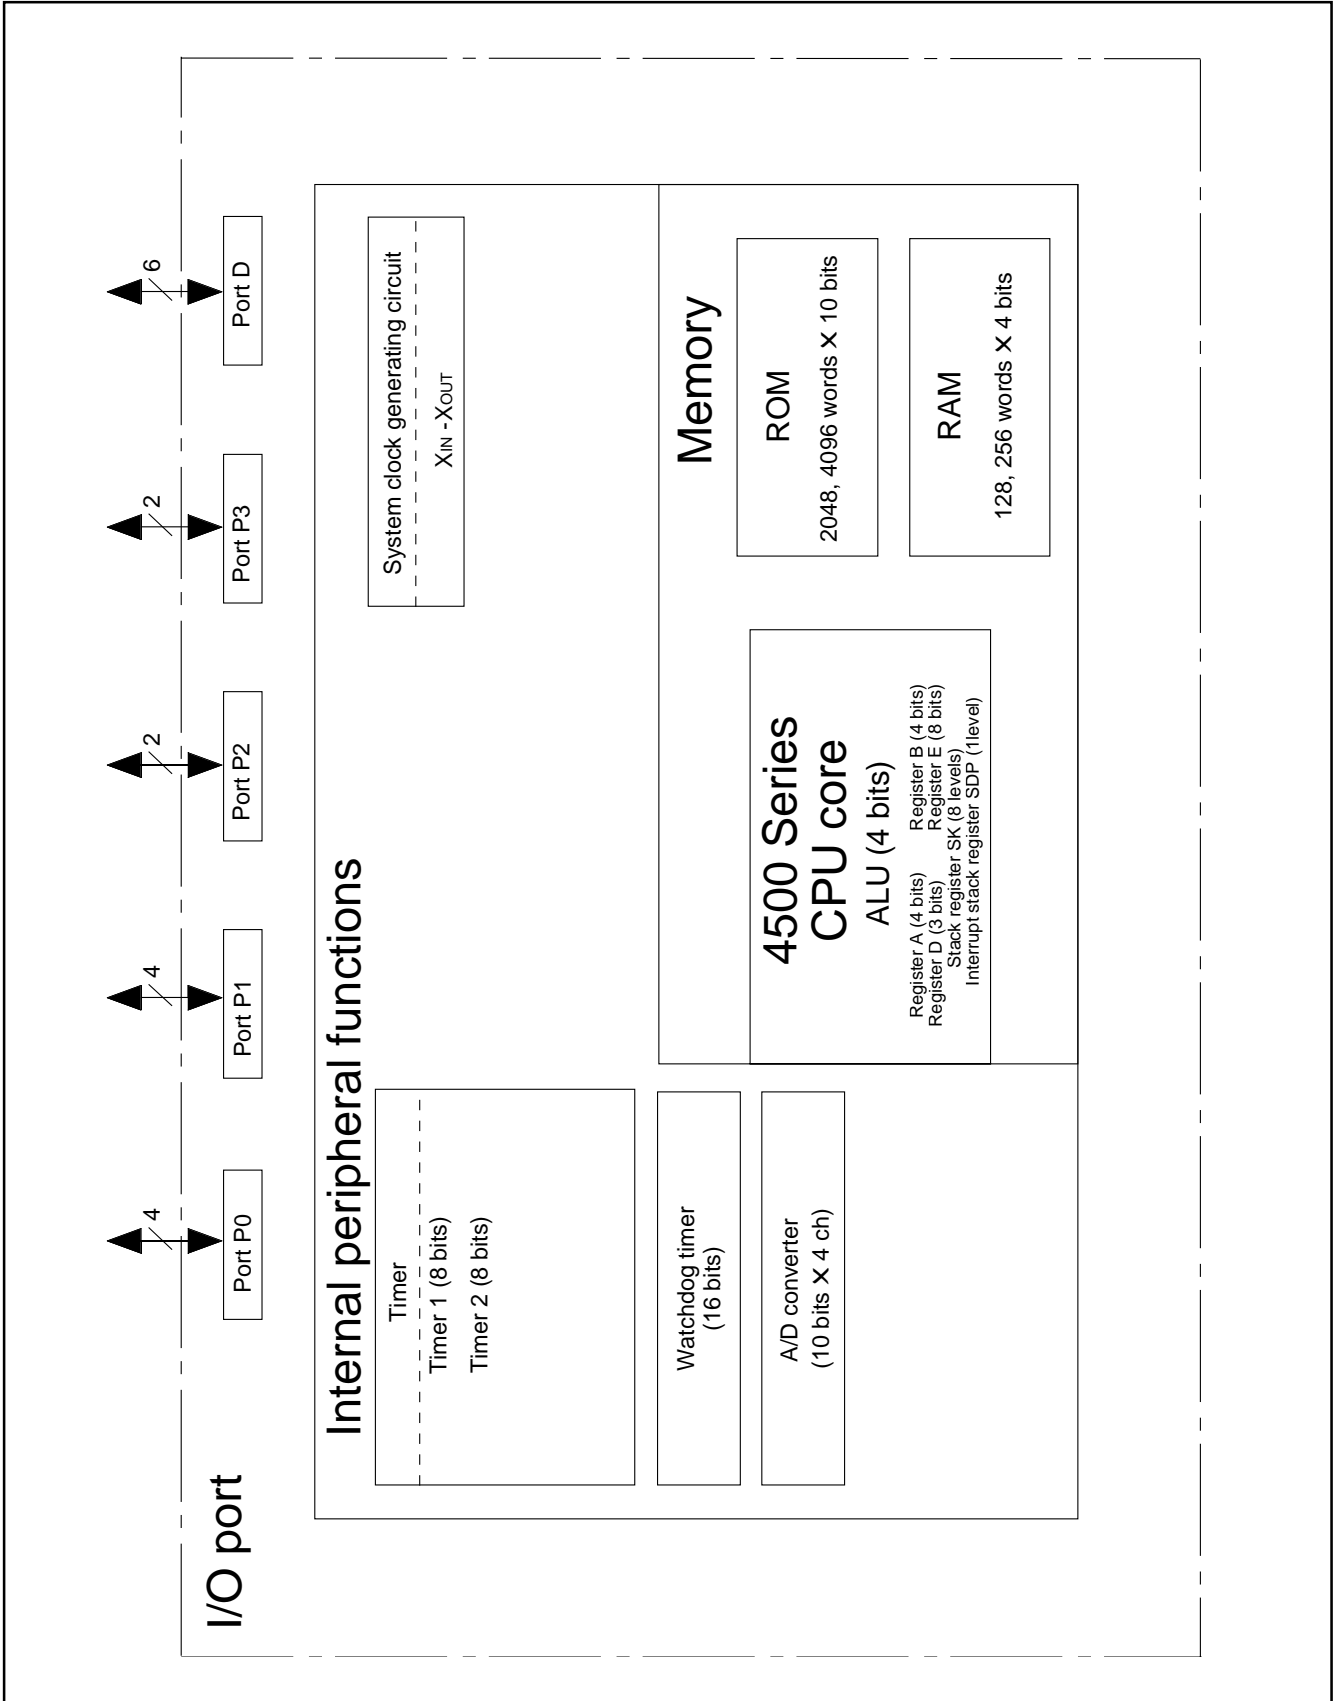 I/O port
4
4
2
2
6
Port P0
Port P1
Port P2
Port P3
Port D
Internal peripheral functions
Timer
Timer 1 (8 bits)
Timer 2 (8 bits)
System clock generating circuit
XIN -XOUT
Watchdog timer
(16 bits)
A/D converter
(10 bits X 4 ch)
Memory
ROM
2048, 4096 words X 10 bits
RAM
128, 256 words X 4 bits
4500 Series
CPU core
ALU (4 bits)
Register A (4 bits) Register B (4 bits)
Register D (3 bits) Register E (8 bits)
Stack register SK (8 levels)
Interrupt stack register SDP (1level)